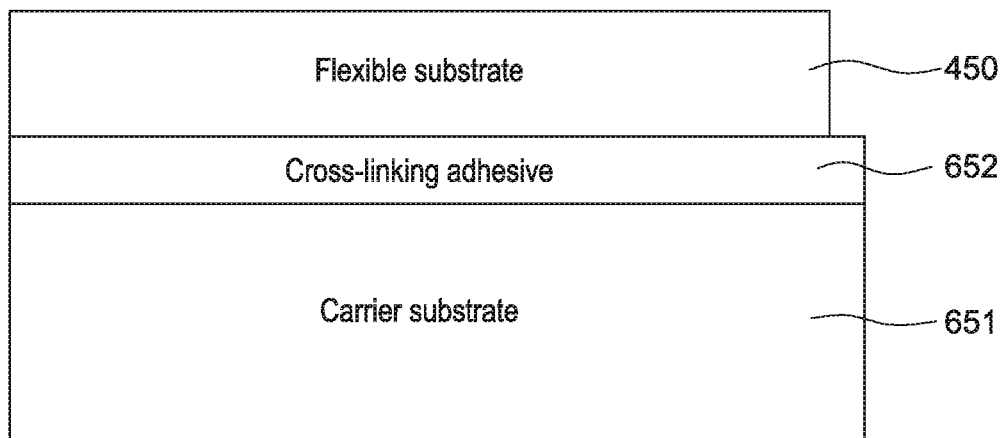 Flexible substrate
450
Cross-linking adhesive
652
Carrier substrate
651